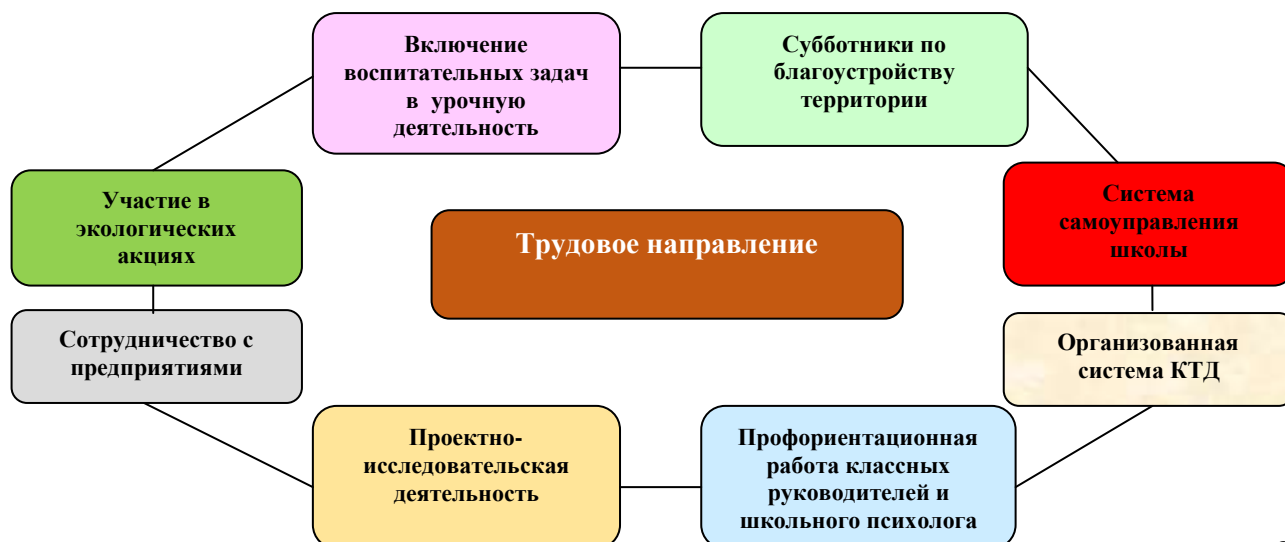 Включение
воспитательных задач
в урочную
деятельность
Субботники по
благоустройству
территории
Участие в
экологических
акциях
Трудовое направление
Система
самоуправления
школы
Сотрудничество с
предприятиями
Организованная
система КТД
Проектно-
исследовательская
деятельность
Профориентационная
работа классных
руководителей и
школьного психолога